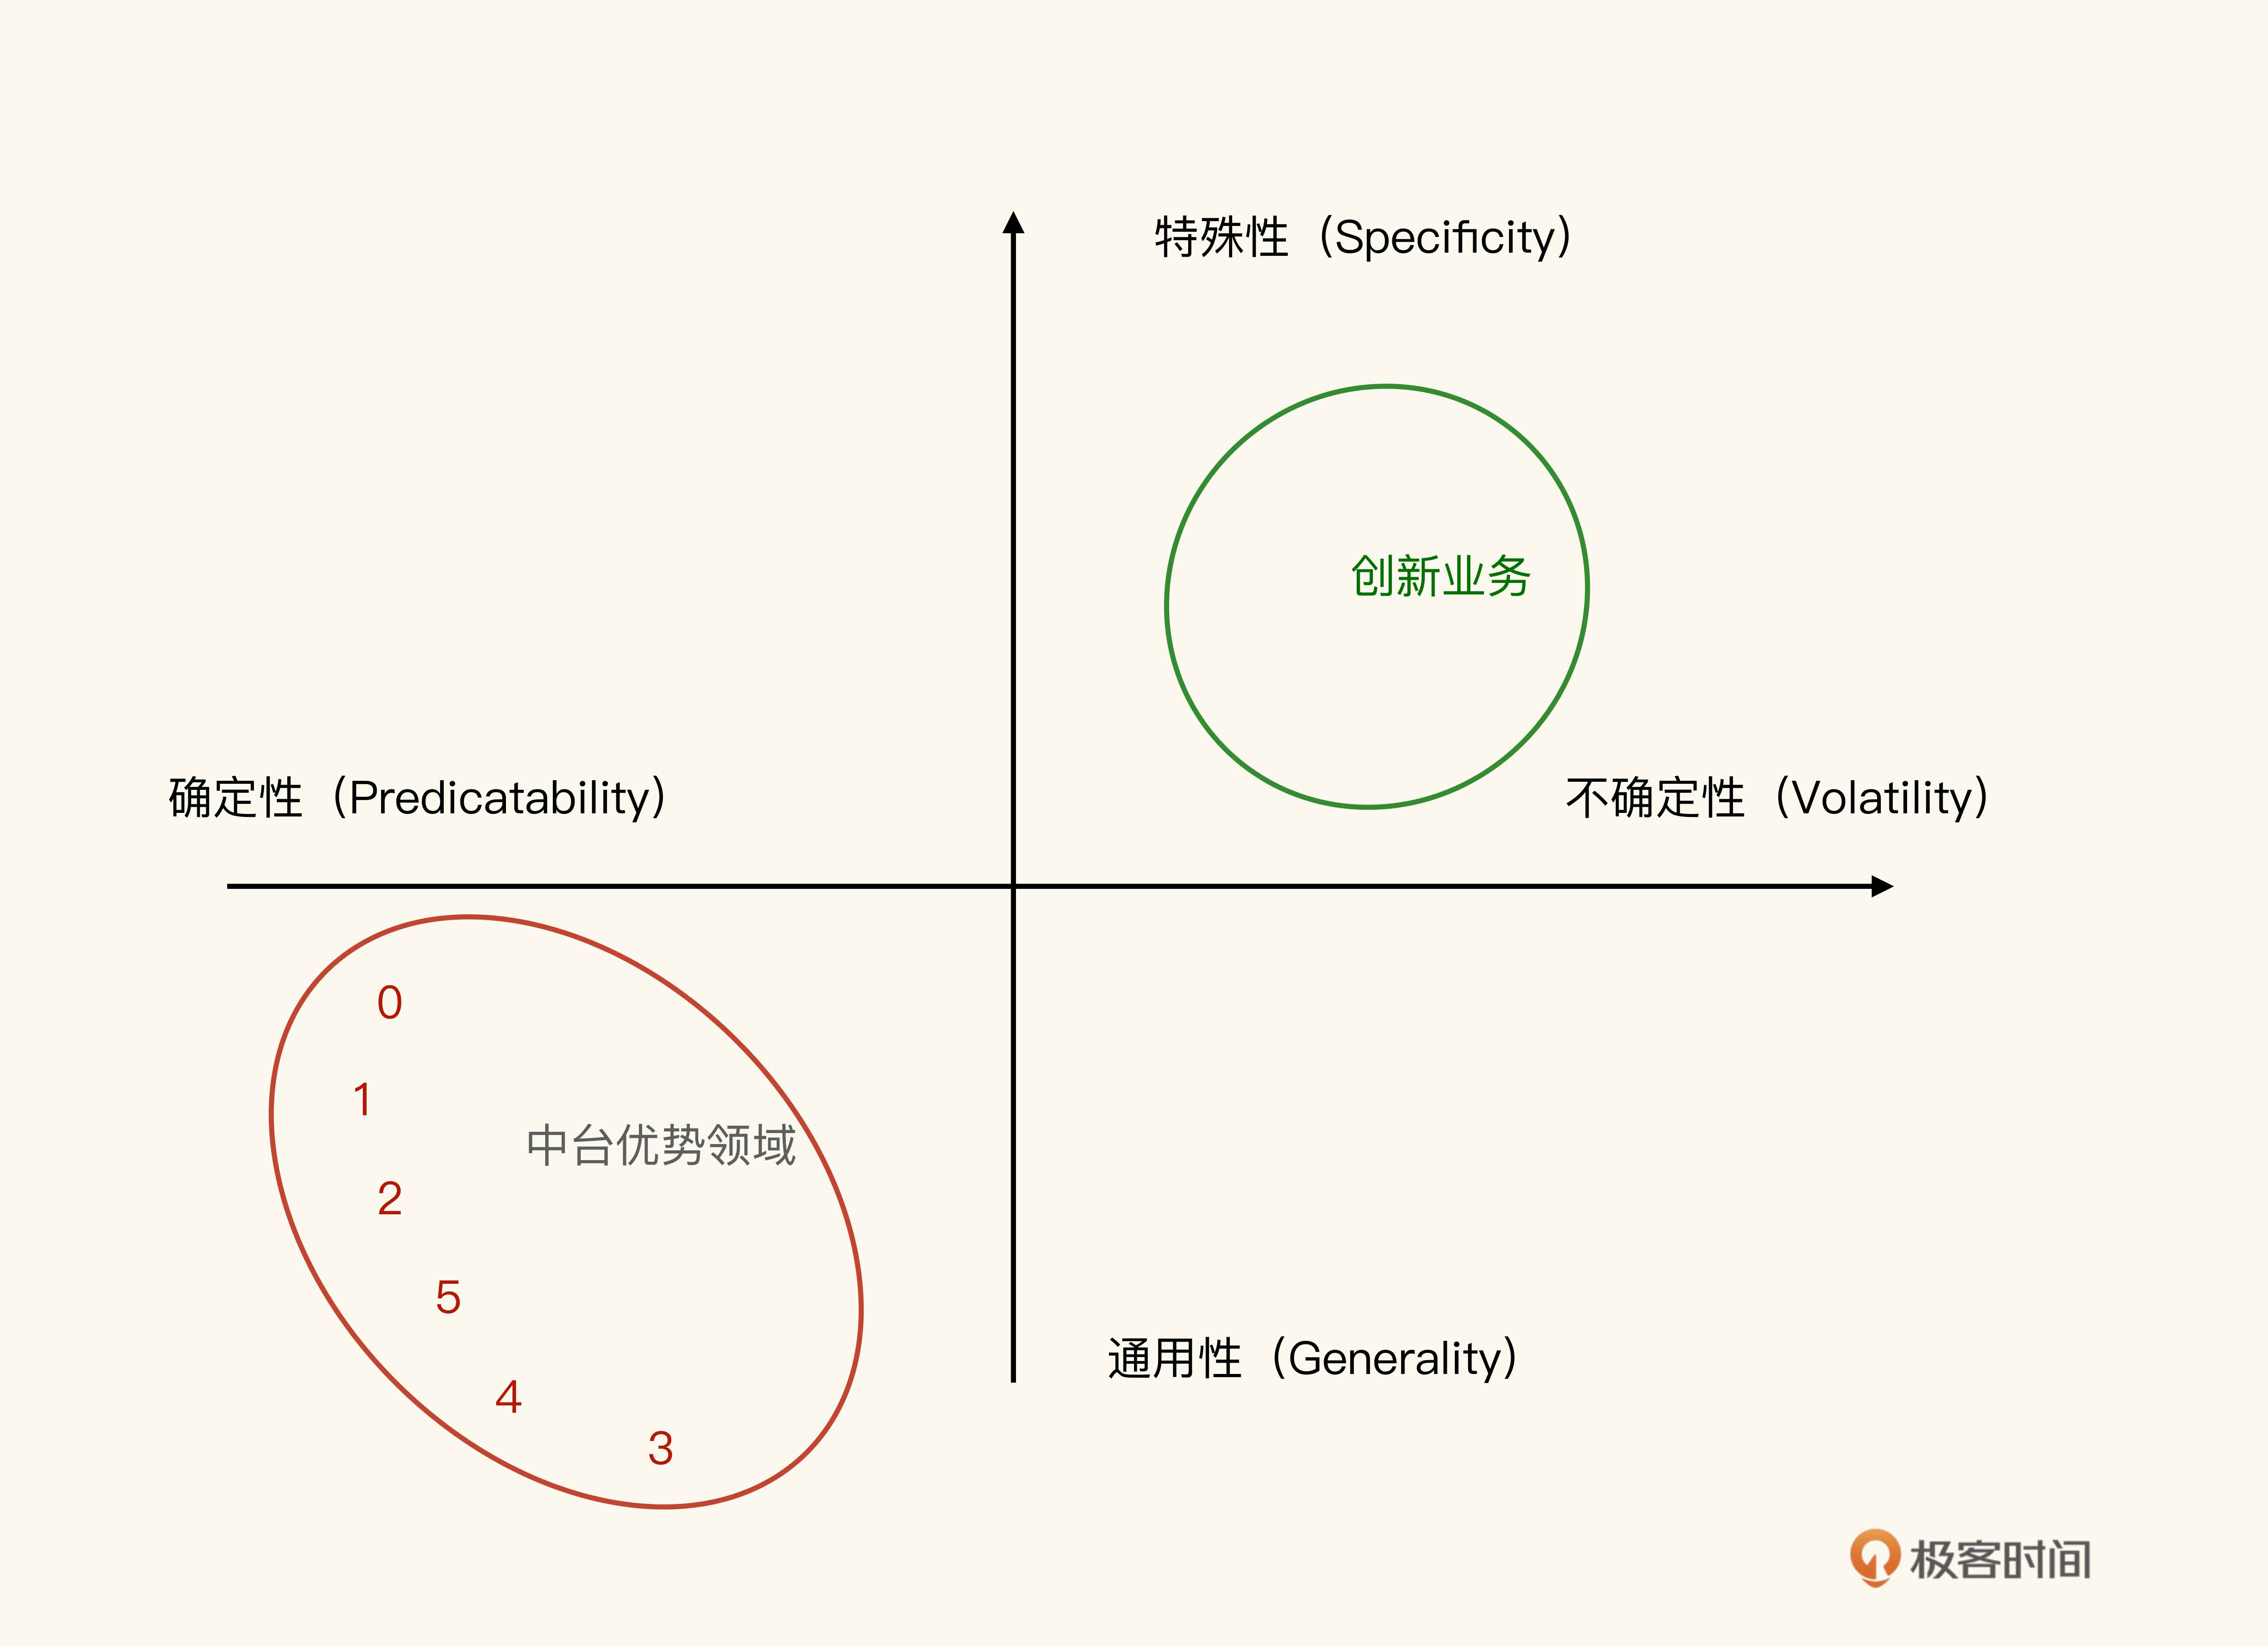 特殊性（Specificity）
创新业务
确定性（Predicatability）
不确定性（Volatility）
0
1
中台优势领域
2
5
通用性（Generality）
4
3
极客时间